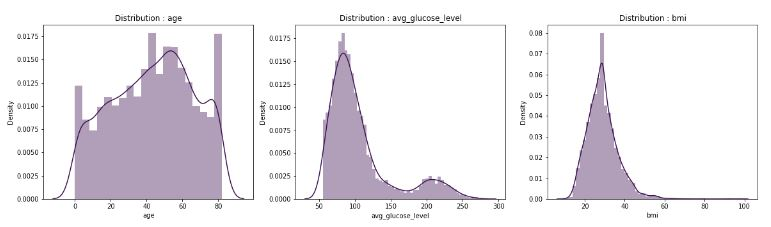 Distribution : age
Density
0.0175
0.0150
0.0125
0.0100
0.0075
0.0050
0.0025
0.0000
0 20 40 60 80
age
Distribution : avg_glucose_level
Density
0.0175
0.0150
0.0125
0.0100
0.0075
0.0050
0.0025
0.0000
50 100 150 200 250 300
avg_glucose_level
Distribution : bmi
Density
0.08
0.07
0.06
0.05
0.04
0.03
0.02
0.01
0.00
20 40 60 80 100
bmi